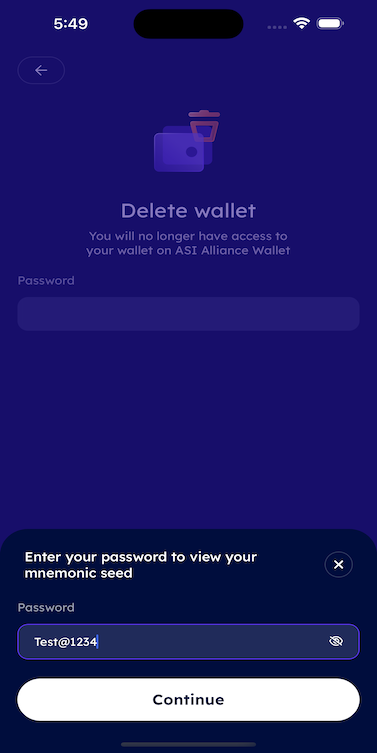 5:49
Delete wallet
You will no longer have access to
your wallet on ASI Alliance Wallet
Password
Enter your password to view your
mnemonic seed
Password
Test@1234
Continue